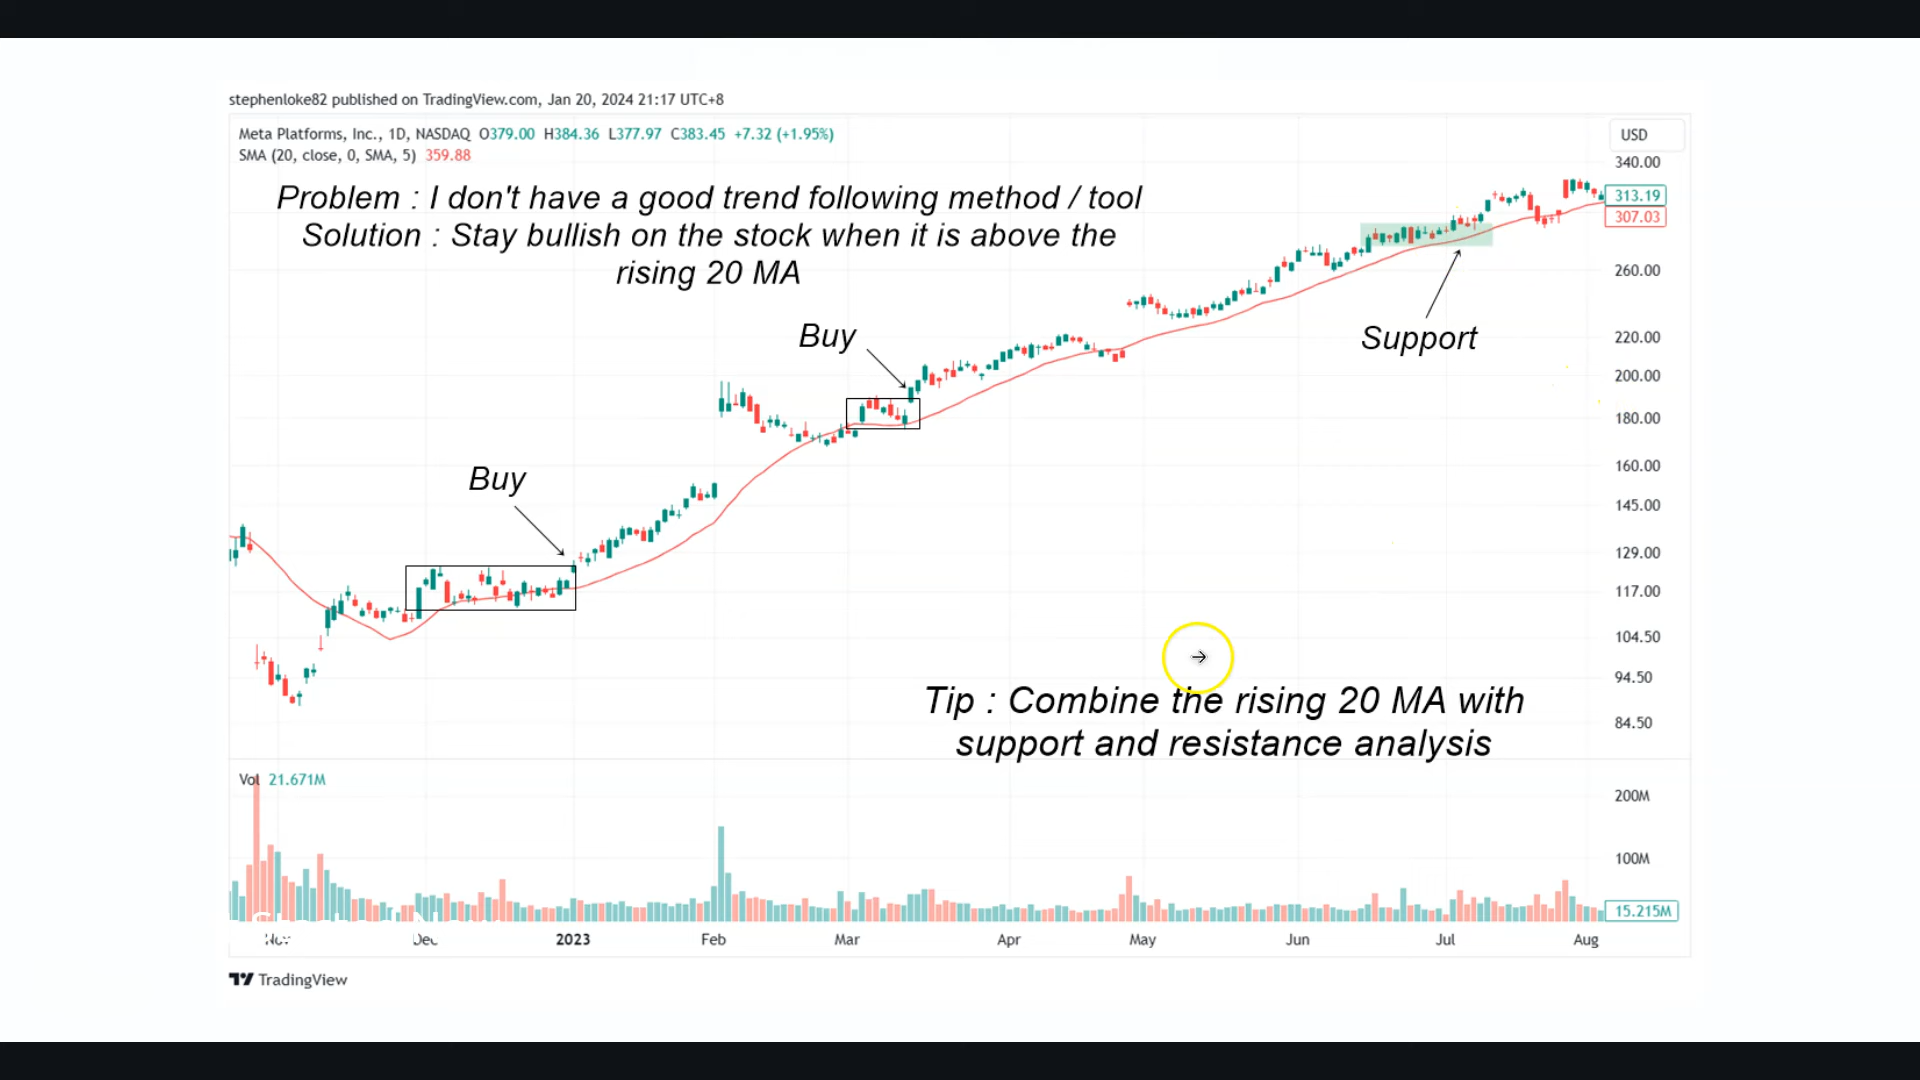 stephenloke82 published on TradingView.com, Jan 20, 2024 21:17 UTC+8
Meta Platforms, Inc., 1D, NASDAQ O379.00 H384.36 L377.97 C383.45 +7.32 (+1.95%)
USD
SMA (20, close, 0, SMA, 5) 359.88
340.00
Problem : I don't have a good trend following method / tool
313.19
307.03
Solution : Stay bullish on the stock when it is above the
rising 20 MA
260.00
Buy
Support
220.00
200.00
180.00
160.00
Buy
145.00
129.00
117.00
104.50
94.50
Tip : Combine the rising 20 MA with
84.50
support and resistance analysis
Vol 21.671M
200M
100M
15.215M
Nov Dec 2023 Feb Mar Apr May Jun Jul Aug
TradingView